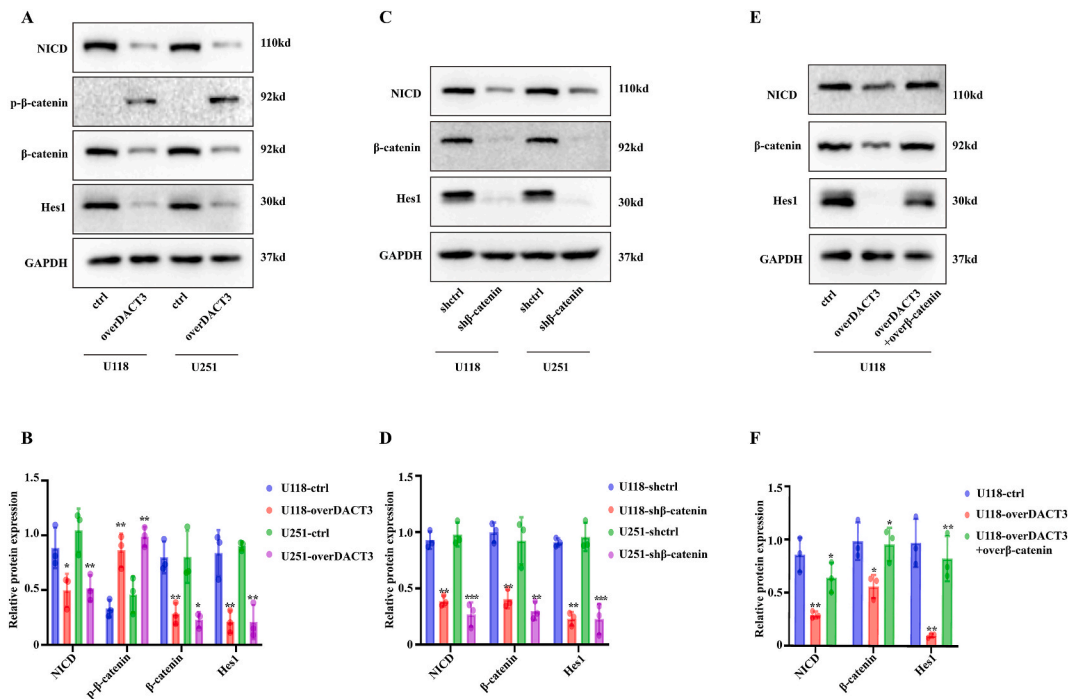 A
NICD
110kd
p-β-catenin
92kd
β-catenin
92kd
Hes1
30kd
GAPDH
37kd
ctrl
overDACT3
ctrl
overDACT3
U118
U251
C
NICD
110kd
β-catenin
92kd
Hes1
30kd
GAPDH
37kd
shctrl
shβ-catenin
shctrl
shβ-catenin
U118
U251
E
NICD
110kd
β-catenin
92kd
Hes1
30kd
GAPDH
37kd
ctrl
overDACT3
overDACT3
+overβ-catenin
U118
B
Relative protein expression
1.5
1.0
0.5
0
* ** ** ** ** * ** **
NICD
p-β-catenin
β-catenin
Hes1
U118-ctrl
U118-overDACT3
U251-ctrl
U251-overDACT3
D
Relative protein expression
1.5
1.0
0.5
0
** *** ** ** ** ***
NICD
β-catenin
Hes1
U118-shctrl
U118-shβ-catenin
U251-shctrl
U251-shβ-catenin
F
Relative protein expression
1.5
1.0
0.5
0
** * * * ** **
NICD
β-catenin
Hes1
U118-ctrl
U118-overDACT3
U118-overDACT3
+overβ-catenin